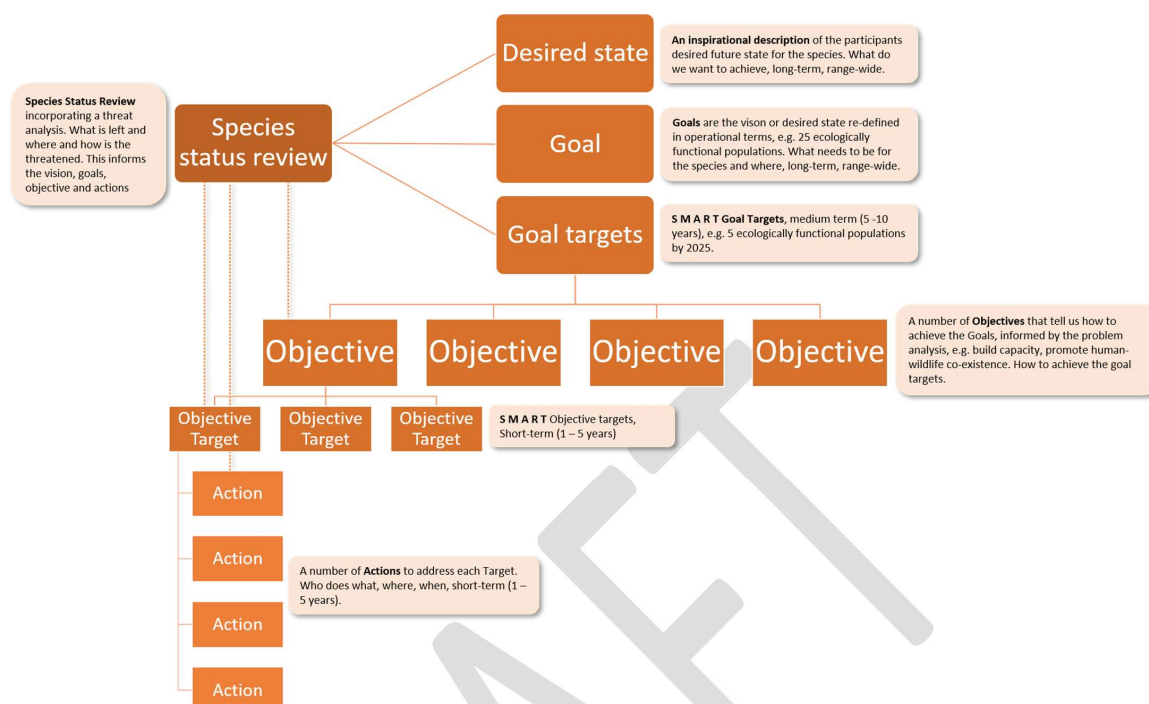 Desired state
An inspirational description of the participants
desired future state for the species. What do
we want to achieve, long-term, range-wide.
Species Status Review
incorporating a threat
analysis. What is left and
where and how is the
threatened. This informs
the vision, goals,
objective and actions
Species
status review
Goal
Goals are the vison or desired state re-defined
in operational terms, e.g. 25 ecologically
functional populations. What needs to be for
the species and where, long-term, range-wide.
Goal targets
S M A R T Goal Targets, medium term (5 -10
years), e.g. 5 ecologically functional populations
by 2025.
Objective
Objective
Objective
Objective
A number of Objectives that tell us how to
achieve the Goals, informed by the problem
analysis, e.g. build capacity, promote human-
wildlife co-existence. How to achieve the goal
targets.
Objective
Target
Objective
Target
Objective
Target
S M A R T Objective targets,
Short-term (1 – 5 years)
Action
Action
Action
Action
A number of Actions to address each Target.
Who does what, where, when, short-term (1 –
5 years).